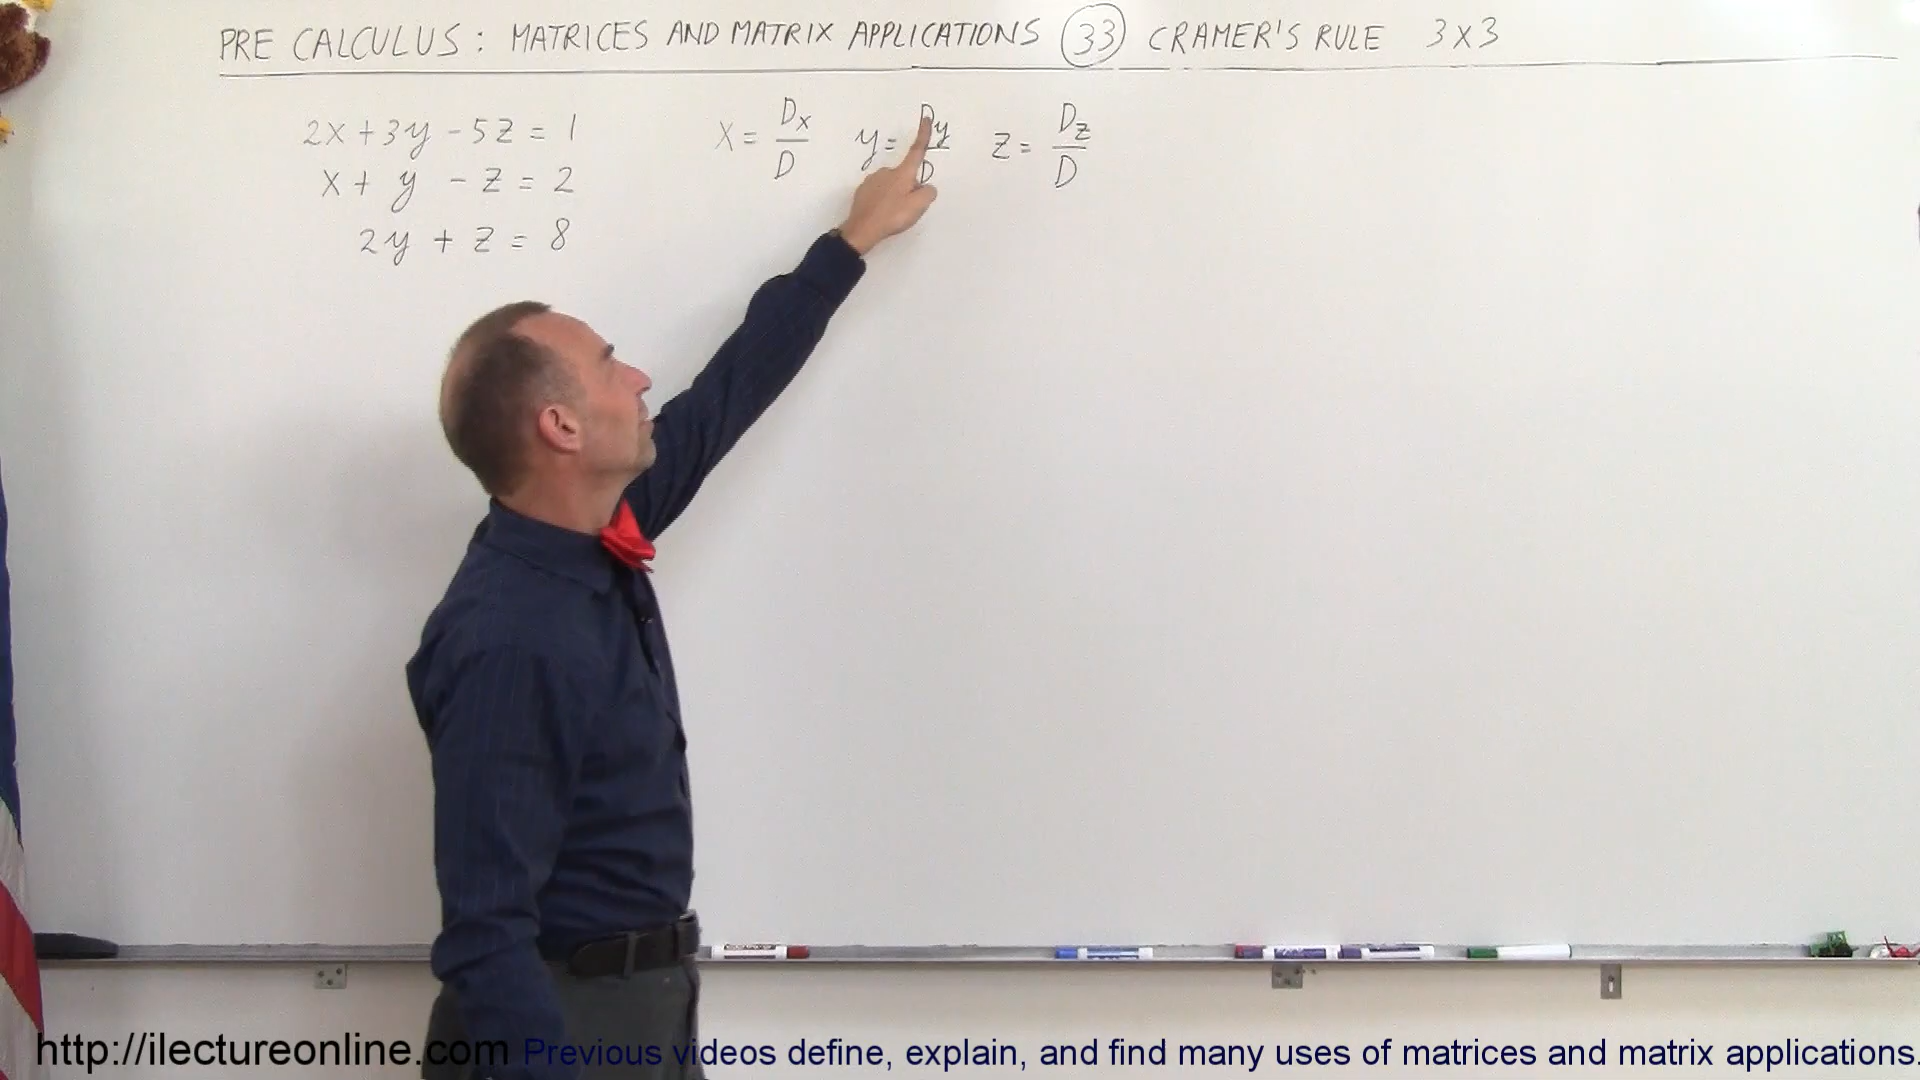 PRE CALCULUS: MATRICES AND MATRIX APPLICATIONS 33 CRAMER'S RULE 3X3
2x+3y-5z=1
x+y-z=2
2y+z=8
x=Dx/D y=Dy/D z=Dz/D
http://ilectureonline.com Previous videos define, explain, and find many uses of matrices and matrix applications.